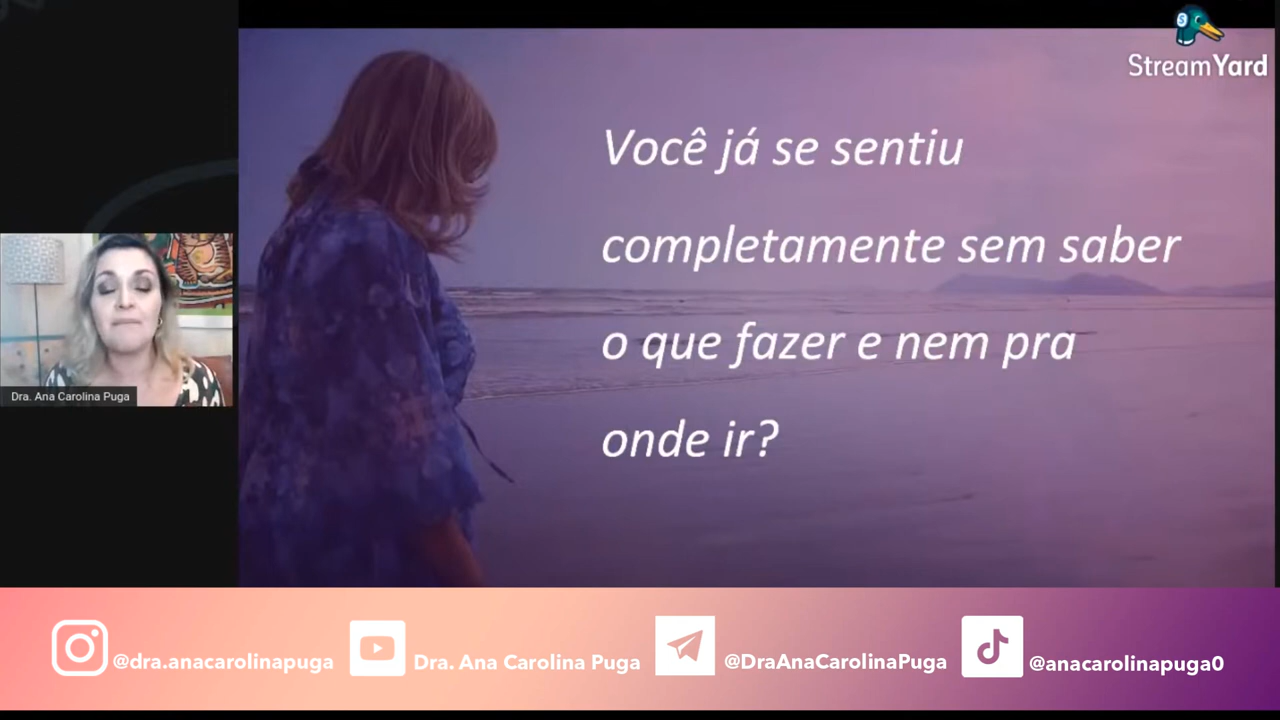 StreamYard
Você já se sentiu
completamente sem saber
o que fazer e nem pra
onde ir?
Dra. Ana Carolina Puga
@dra.anacarolinapuga
Dra. Ana Carolina Puga
@DraAnaCarolinaPuga
@anacarolinapuga0